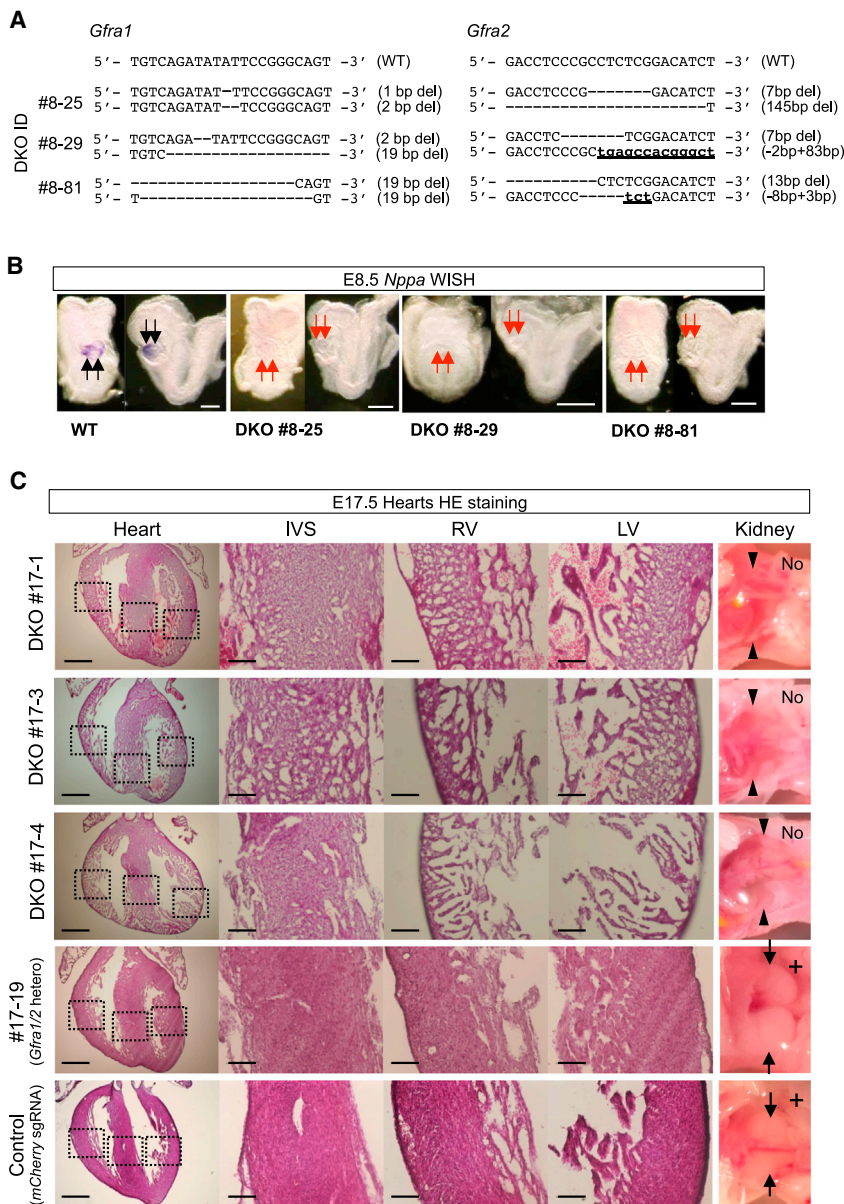 A
Gfra1 Gfra2
5′- TGTCAGATATATTCCGGGCAGT -3′ (WT) 5′- GACCTCCCGCCTCTCGGACATCT -3′ (WT)
DKO ID
#8-25
5′- TGTCAGATAT-TTCCGGGCAGT -3′ (1 bp del) 5′- GACCTCCCG-------GACATCT -3′ (7bp del)
5′- TGTCAGATAT--TCCGGGCAGT -3′ (2 bp del) 5′- ----------------------T -3′ (145bp del)
#8-29
5′- TGTCAGA--TATTCCGGGCAGT -3′ (2 bp del) 5′- GACCTC-------TCGGACATCT -3′ (7bp del)
5′- TGTC------------------ -3′ (19 bp del) 5′- GACCTCCCGCtgagccacgggct -3′ (-2bp+83bp)
#8-81
5′- ------------------CAGT -3′ (19 bp del) 5′- ----------CTCTCGGACATCT -3′ (13bp del)
5′- T-------------------GT -3′ (19 bp del) 5′- GACCTCCC-----tctGACATCT -3′ (-8bp+3bp)
B
E8.5 Nppa WISH
WT DKO #8-25 DKO #8-29 DKO #8-81
C
E17.5 Hearts HE staining
Heart IVS RV LV Kidney
DKO #17-1
No
DKO #17-3
No
DKO #17-4
No
#17-19
(Gfra1/2 hetero)
+
Control
(mCherry sgRNA)
+